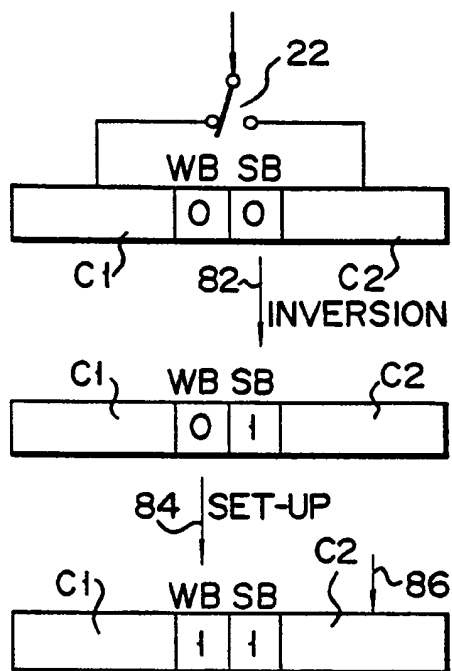 22
WB SB
0 0
C1 82 C2
INVERSION
C1 WB SB C2
0 1
84 SET-UP
C1 WB SB C2 86
1 1